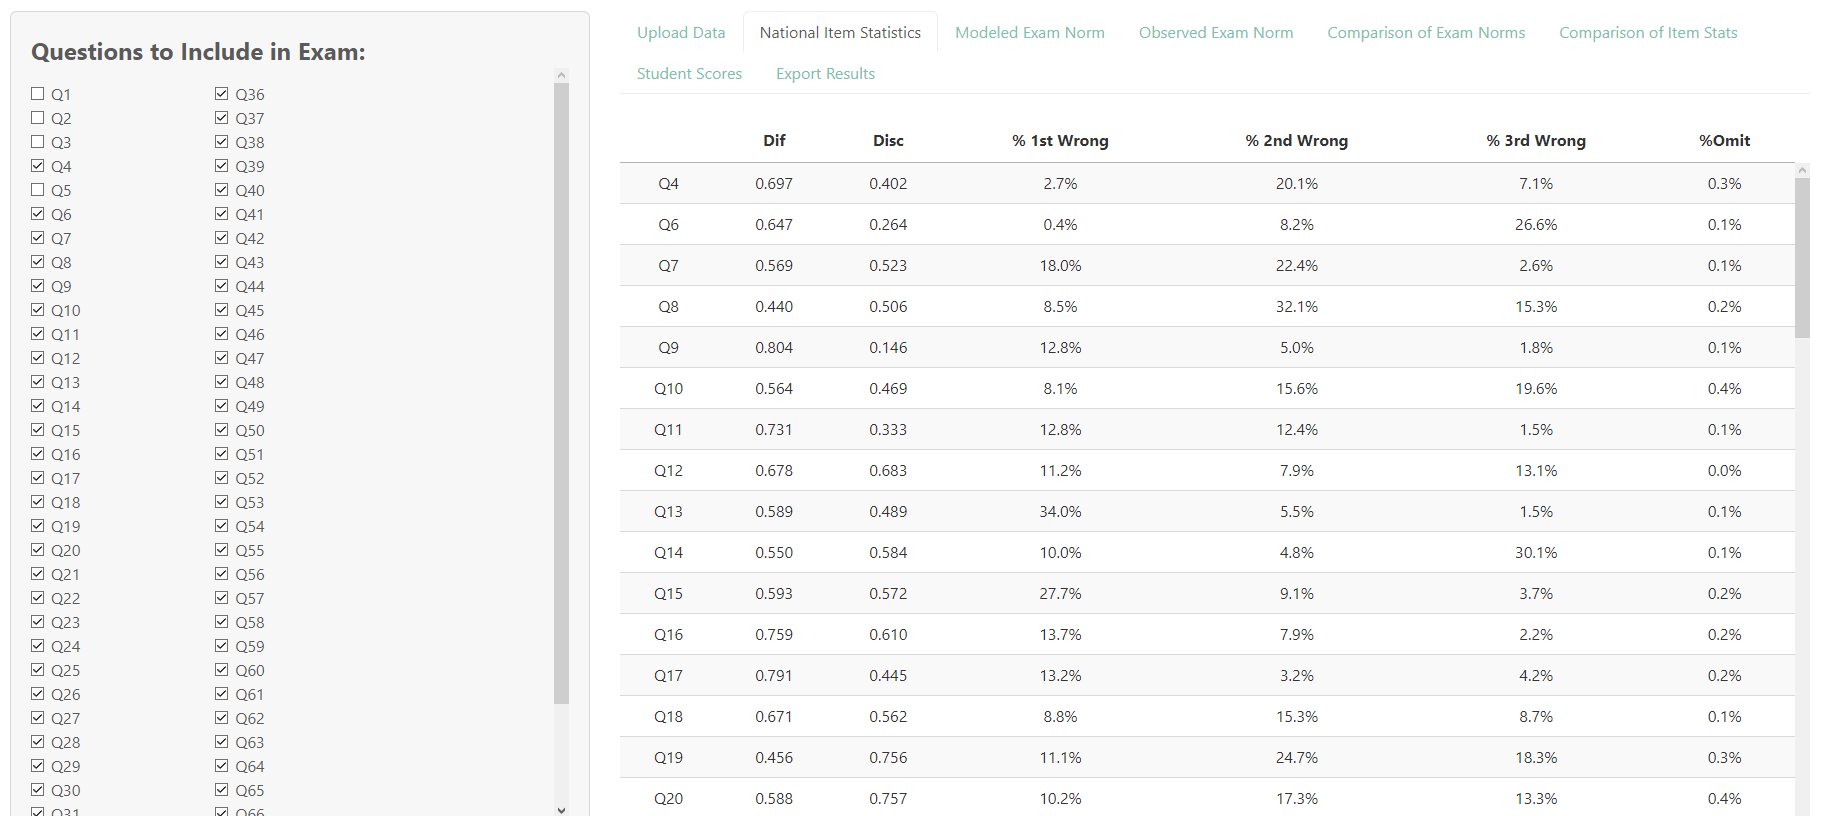 Questions to Include in Exam:
Q1
Q2
Q3
Q4
Q5
Q6
Q7
Q8
Q9
Q10
Q11
Q12
Q13
Q14
Q15
Q16
Q17
Q18
Q19
Q20
Q21
Q22
Q23
Q24
Q25
Q26
Q27
Q28
Q29
Q30
Q31
Q36
Q37
Q38
Q39
Q40
Q41
Q42
Q43
Q44
Q45
Q46
Q47
Q48
Q49
Q50
Q51
Q52
Q53
Q54
Q55
Q56
Q57
Q58
Q59
Q60
Q61
Q62
Q63
Q64
Q65
Q66
Upload Data National Item Statistics Modeled Exam Norm Observed Exam Norm Comparison of Exam Norms Comparison of Item Stats
Student Scores Export Results
Dif Disc % 1st Wrong % 2nd Wrong % 3rd Wrong %Omit
Q4 0.697 0.402 2.7% 20.1% 7.1% 0.3%
Q6 0.647 0.264 0.4% 8.2% 26.6% 0.1%
Q7 0.569 0.523 18.0% 22.4% 2.6% 0.1%
Q8 0.440 0.506 8.5% 32.1% 15.3% 0.2%
Q9 0.804 0.146 12.8% 5.0% 1.8% 0.1%
Q10 0.564 0.469 8.1% 15.6% 19.6% 0.4%
Q11 0.731 0.333 12.8% 12.4% 1.5% 0.1%
Q12 0.678 0.683 11.2% 7.9% 13.1% 0.0%
Q13 0.589 0.489 34.0% 5.5% 1.5% 0.1%
Q14 0.550 0.584 10.0% 4.8% 30.1% 0.1%
Q15 0.593 0.572 27.7% 9.1% 3.7% 0.2%
Q16 0.759 0.610 13.7% 7.9% 2.2% 0.2%
Q17 0.791 0.445 13.2% 3.2% 4.2% 0.2%
Q18 0.671 0.562 8.8% 15.3% 8.7% 0.1%
Q19 0.456 0.756 11.1% 24.7% 18.3% 0.3%
Q20 0.588 0.757 10.2% 17.3% 13.3% 0.4%